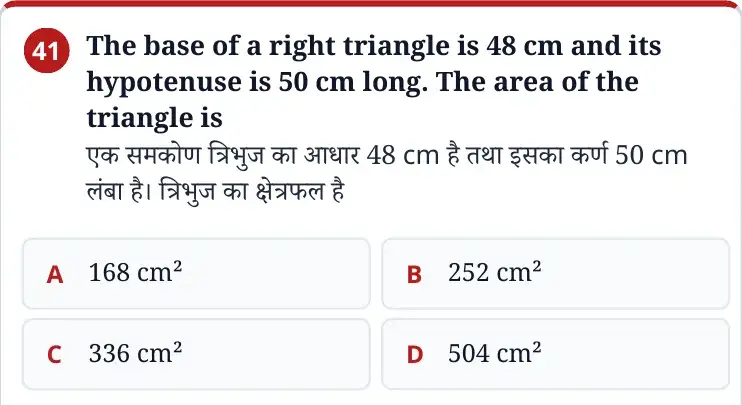 41 The base of a right triangle is 48 cm and its
hypotenuse is 50 cm long. The area of the
triangle is
एक समकोण त्रिभुज का आधार 48 cm है तथा इसका कर्ण 50 cm
लंबा है। त्रिभुज का क्षेत्रफल है
A 168 cm² B 252 cm²
C 336 cm² D 504 cm²